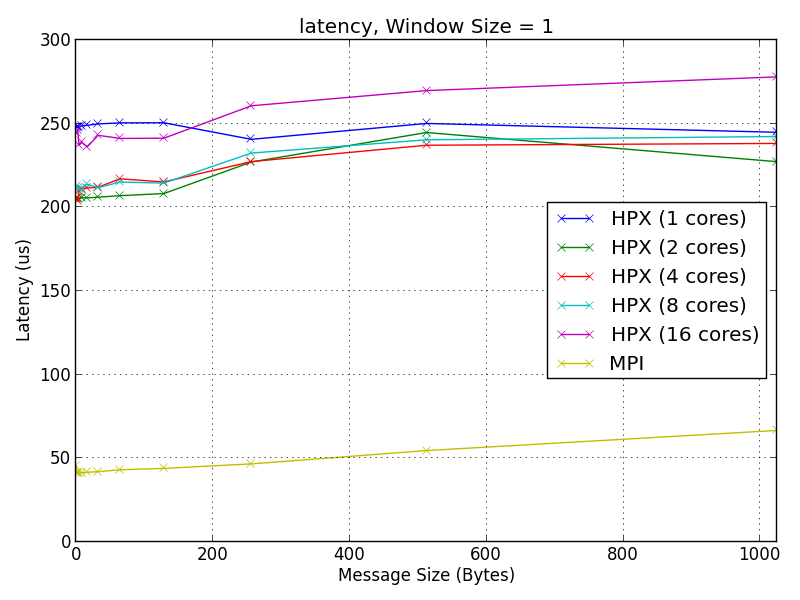 latency, Window Size = 1
300
250
200
150
100
50
0
Latency (us)
HPX (1 cores)
HPX (2 cores)
HPX (4 cores)
HPX (8 cores)
HPX (16 cores)
MPI
0 200 400 600 800 1000
Message Size (Bytes)